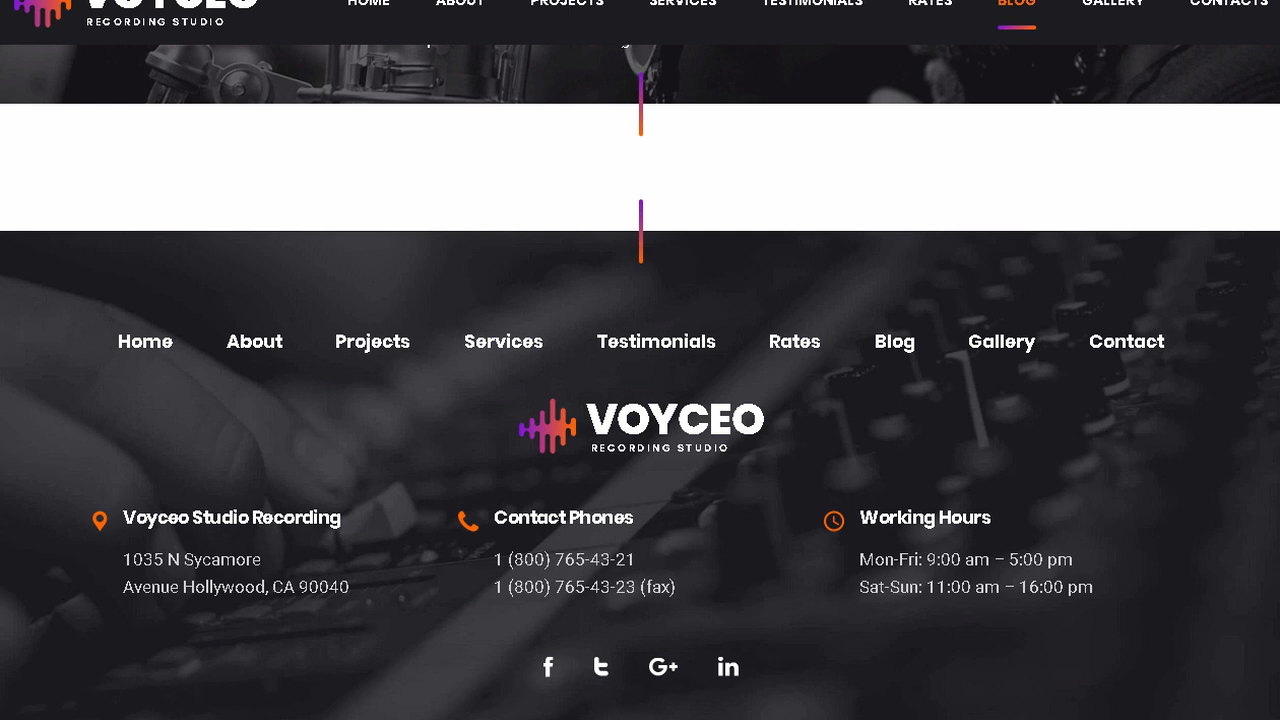 VOYCEO
RECORDING STUDIO
HOME ABOUT PROJECTS SERVICES TESTIMONIALS RATES BLOG GALLERY CONTACTS
Home About Projects Services Testimonials Rates Blog Gallery Contact
VOYCEO
RECORDING STUDIO
Voyceo Studio Recording
1035 N Sycamore
Avenue Hollywood, CA 90040
Contact Phones
1 (800) 765-43-21
1 (800) 765-43-23 (fax)
Working Hours
Mon-Fri: 9:00 am – 5:00 pm
Sat-Sun: 11:00 am – 16:00 pm